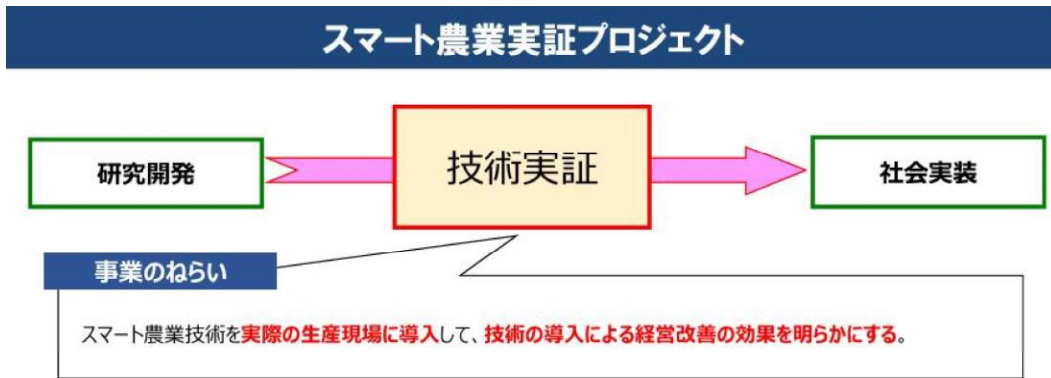 スマート農業実証プロジェクト
研究開発
技術実証
社会実装
事業のねらい
スマート農業技術を実際の生産現場に導入して、技術の導入による経営改善の効果を明らかにする。